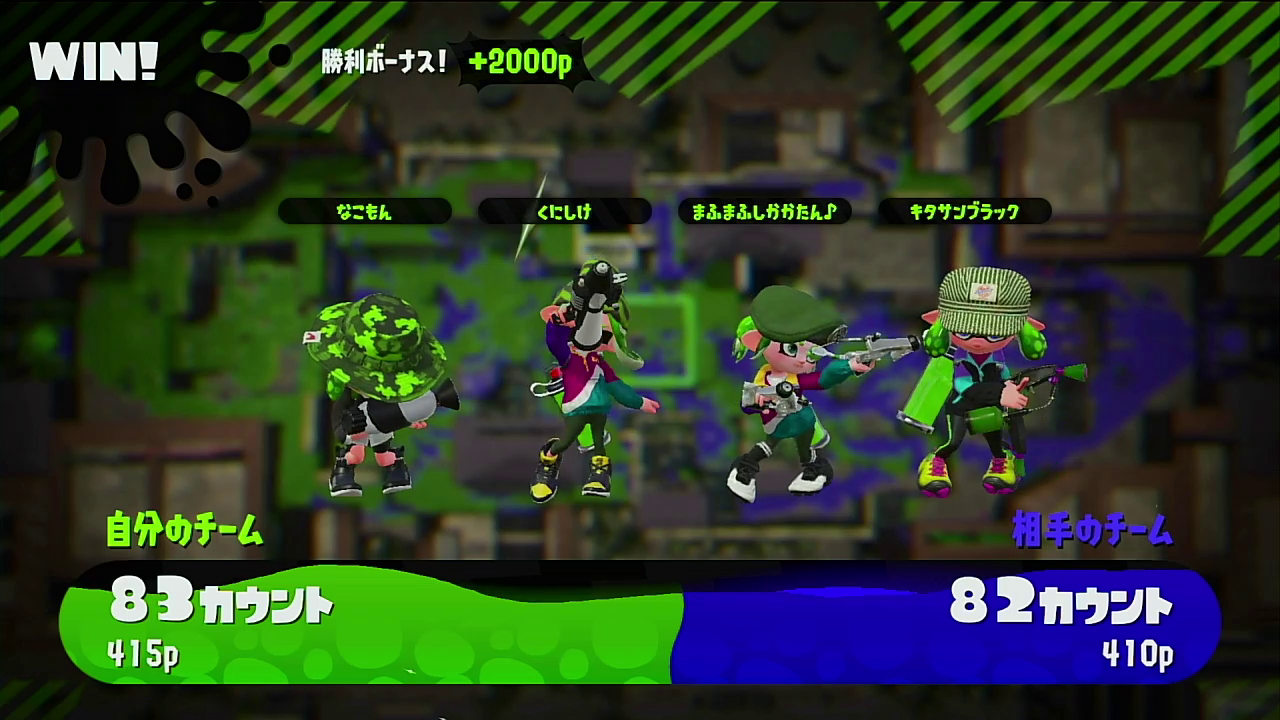 WIN!
勝利ボーナス! +2000p
なこもん
くにしけ
まふまふしかかたん♪
キタサンブラック
自分のチーム
相手のチーム
83カウント
82カウント
415p
410p